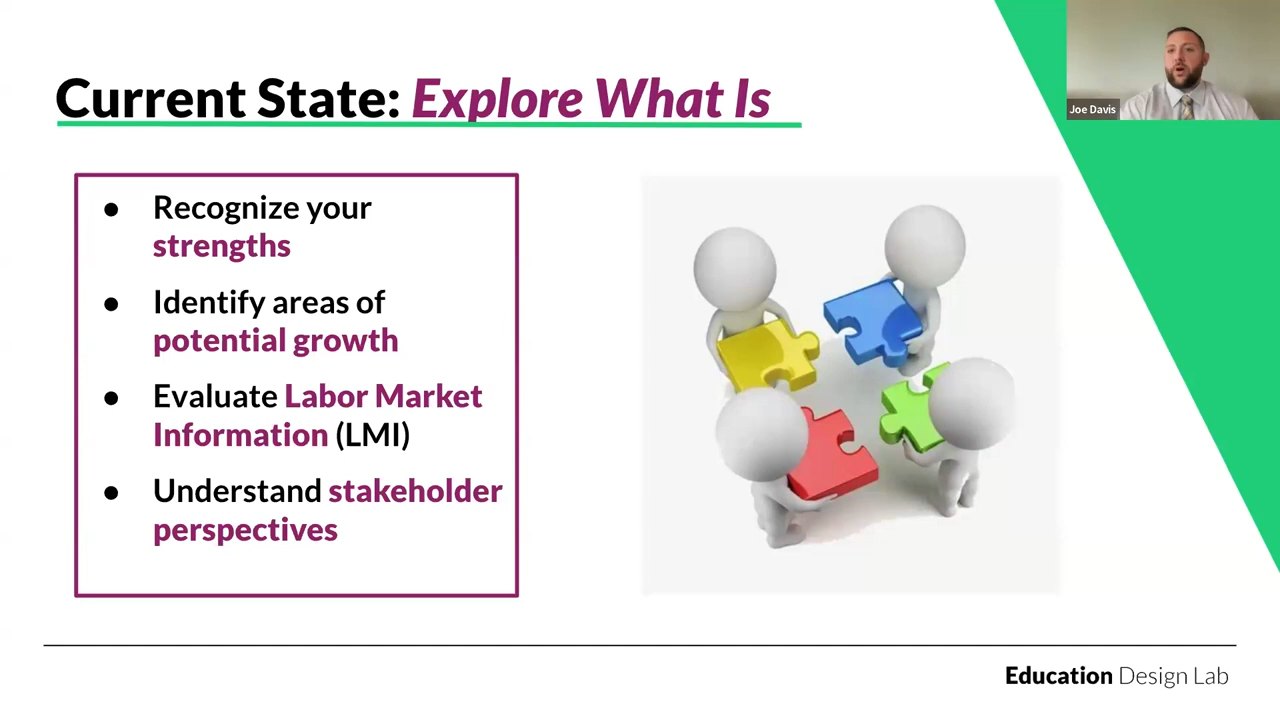 Current State: Explore What Is
Joe Davis
● Recognize your
strengths
● Identify areas of
potential growth
● Evaluate Labor Market
Information (LMI)
● Understand stakeholder
perspectives
Education Design Lab